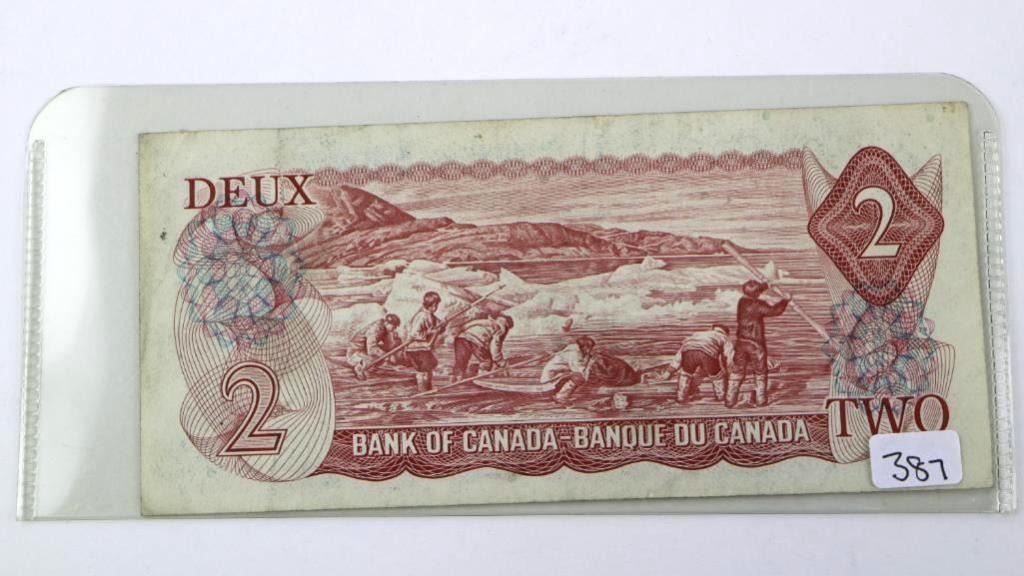 DEUX
2
2
BANK OF CANADA-BANQUE DU CANADA
TWO
387